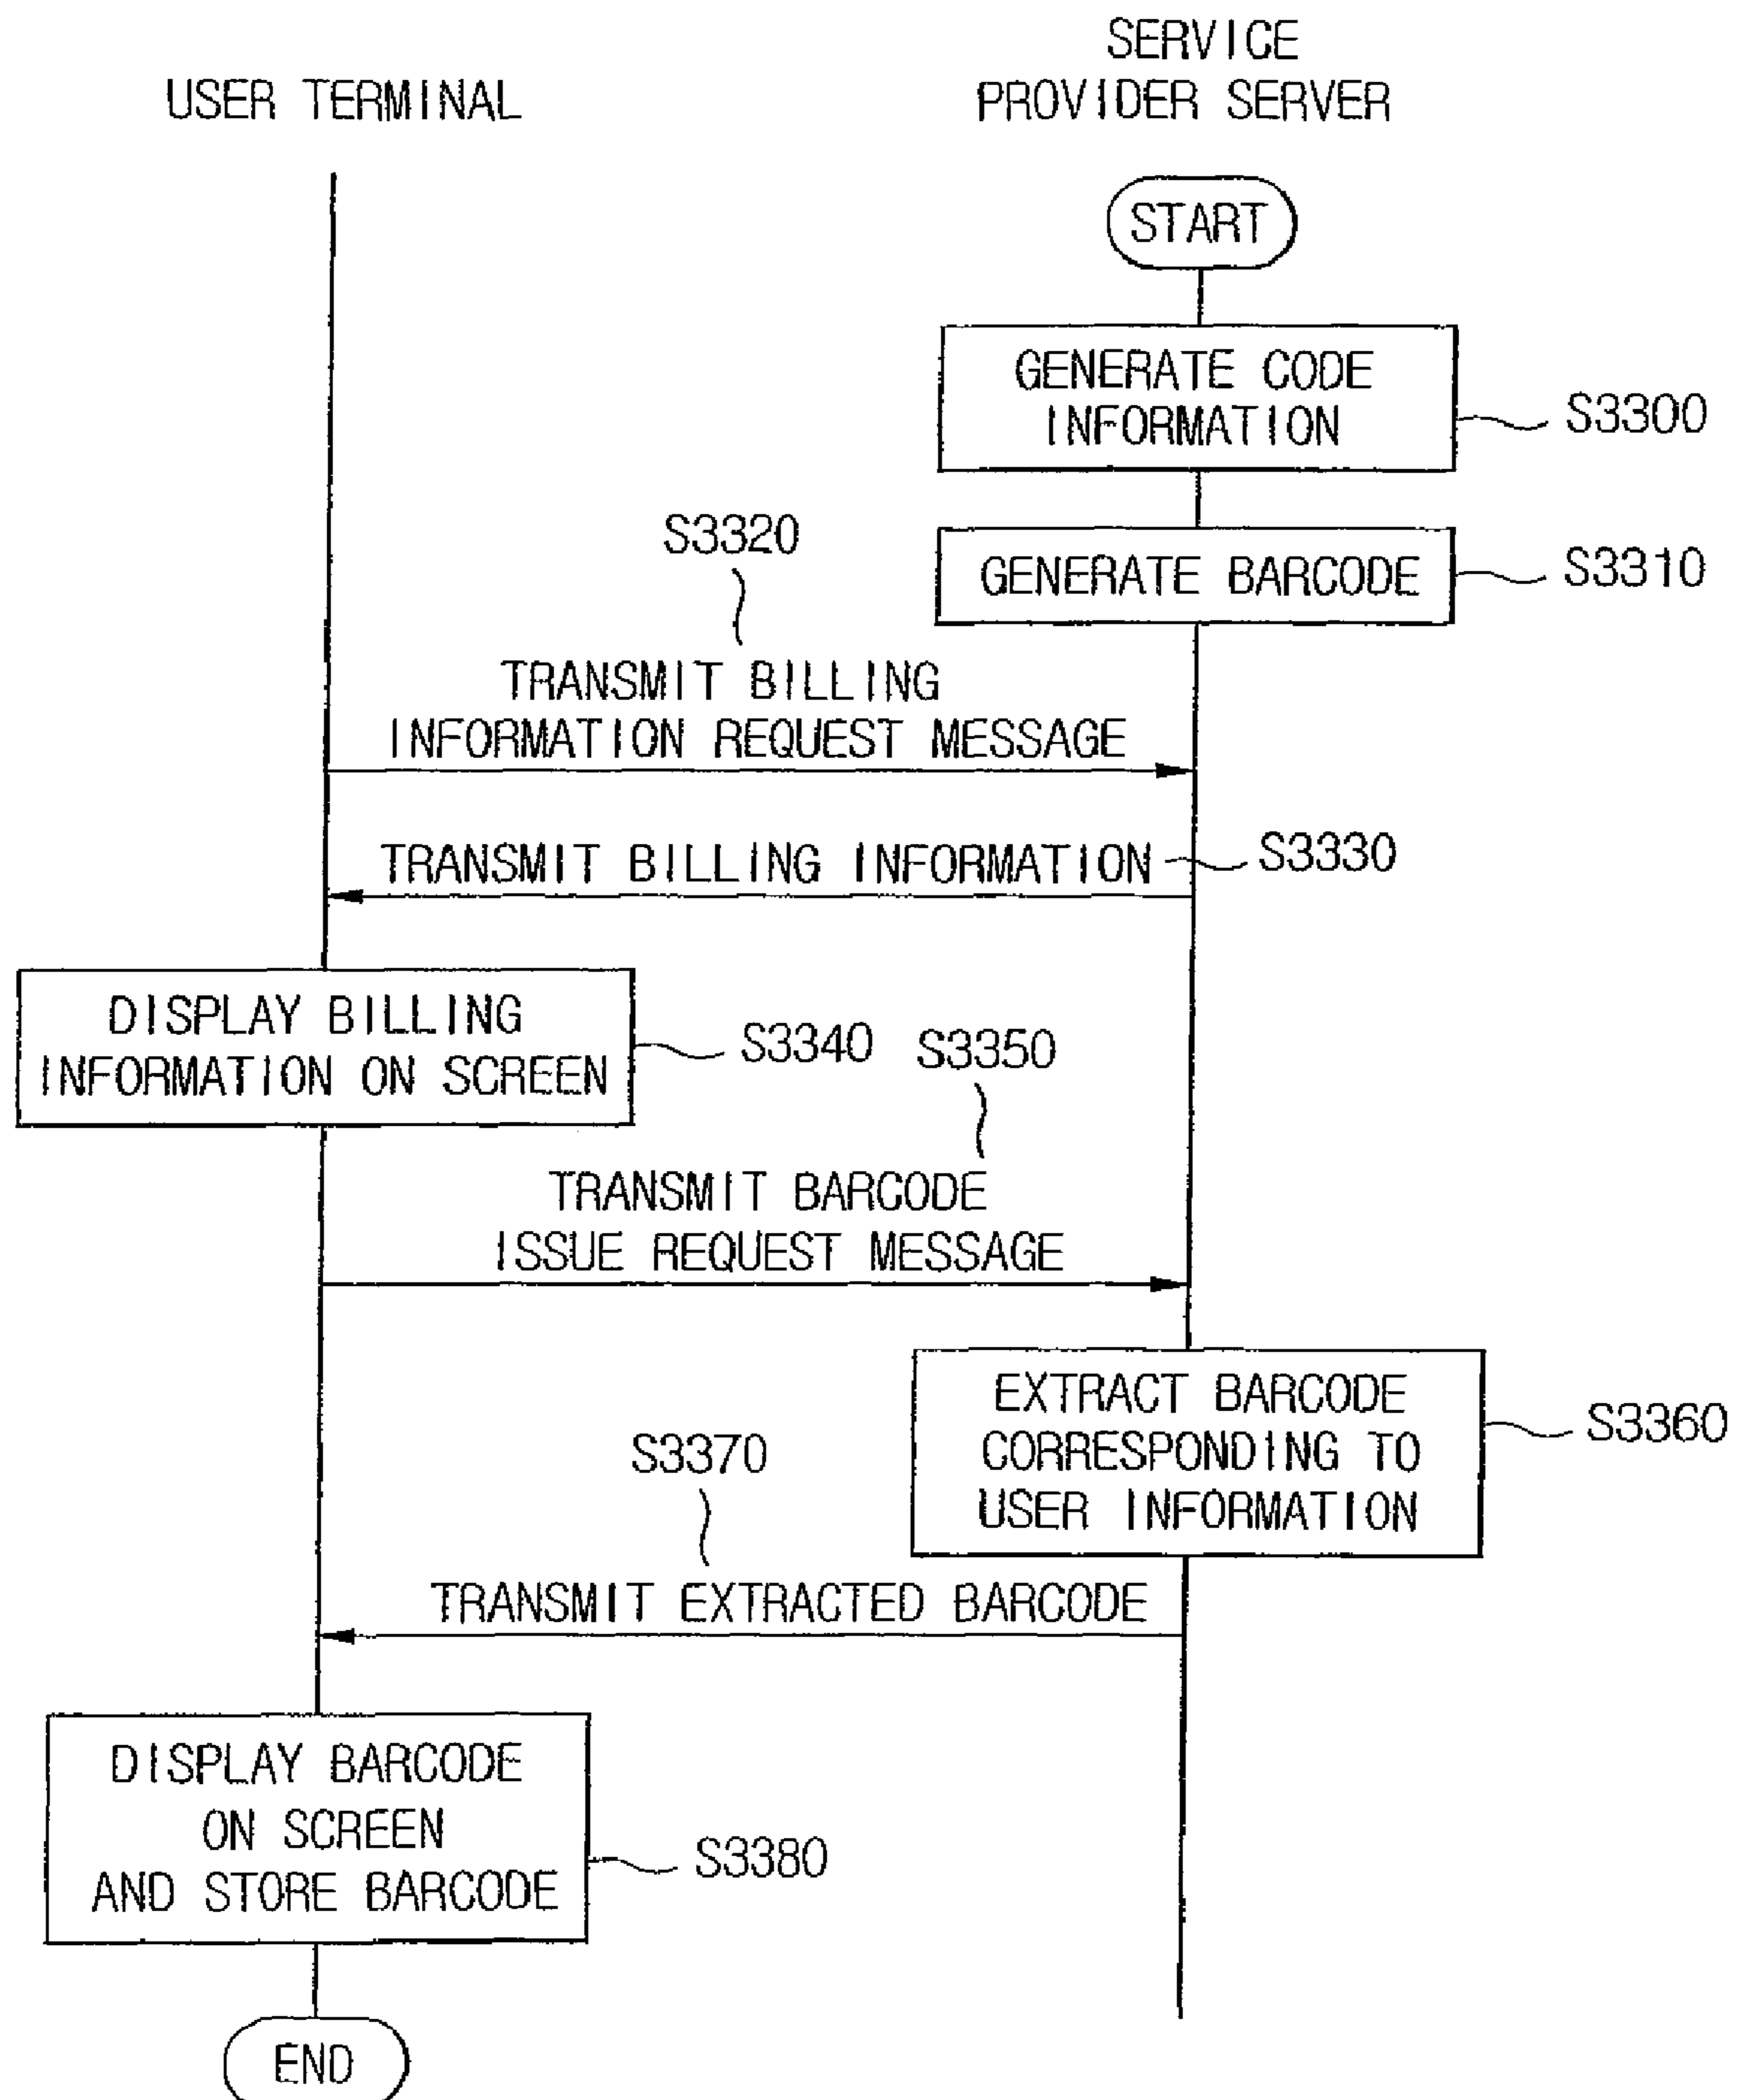 SERVICE
PROVIDER SERVER
USER TERMINAL
START
GENERATE CODE
INFORMATION
S3300
GENERATE BARCODE
S3310
S3320
TRANSMIT BILLING
INFORMATION REQUEST MESSAGE
TRANSMIT BILLING INFORMATION
S3330
DISPLAY BILLING
INFORMATION ON SCREEN
S3340
S3350
TRANSMIT BARCODE
ISSUE REQUEST MESSAGE
EXTRACT BARCODE
CORRESPONDING TO
USER INFORMATION
S3360
S3370
TRANSMIT EXTRACTED BARCODE
DISPLAY BARCODE
ON SCREEN
AND STORE BARCODE
S3380
END